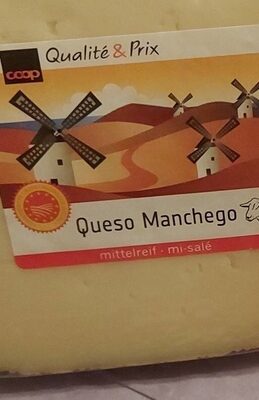 coop
Qualité & Prix
Queso Manchego
mittelreif · mi-salé